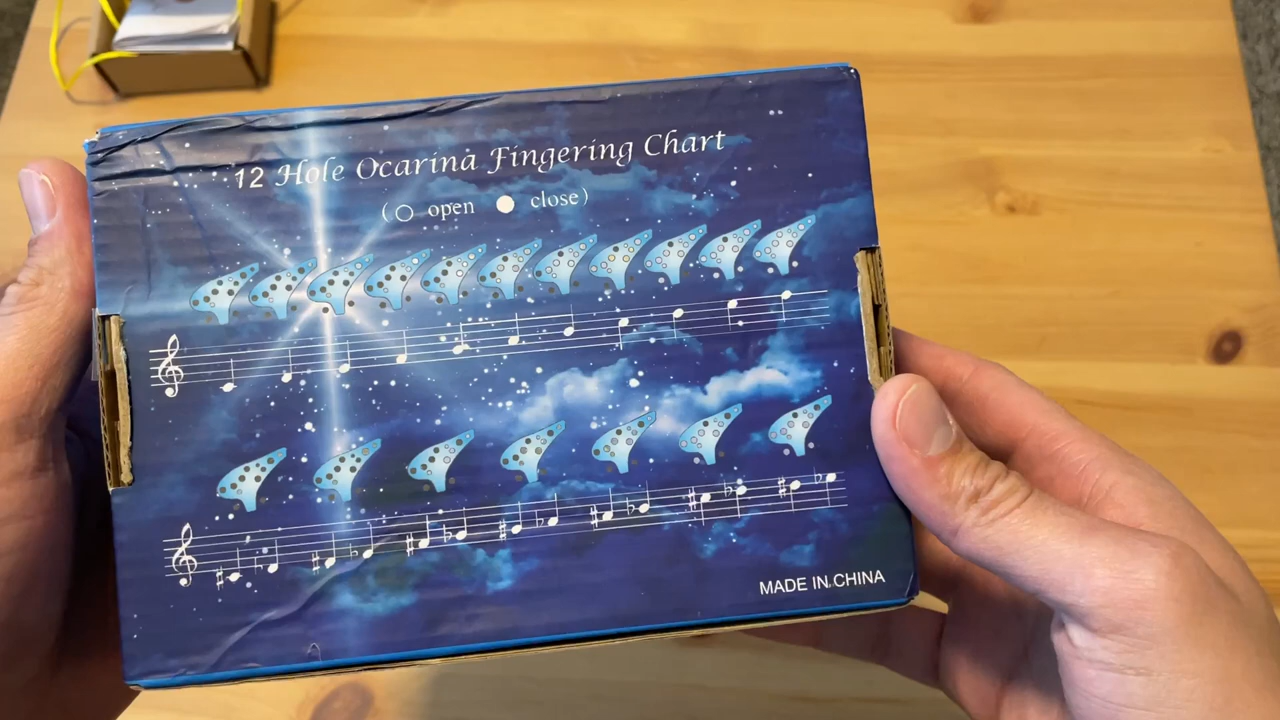 12 Hole Ocarina Fingering Chart
(○ open ● close)
MADE IN CHINA